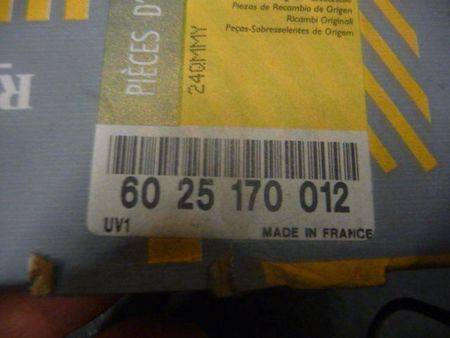 Piezas de Recambio de Origen
Ricambi Originali
Peças-Sobresselentes de Origem
PIÈCES D'
24QMMY
R
60 25 170 012
UV1
MADE IN FRANCE